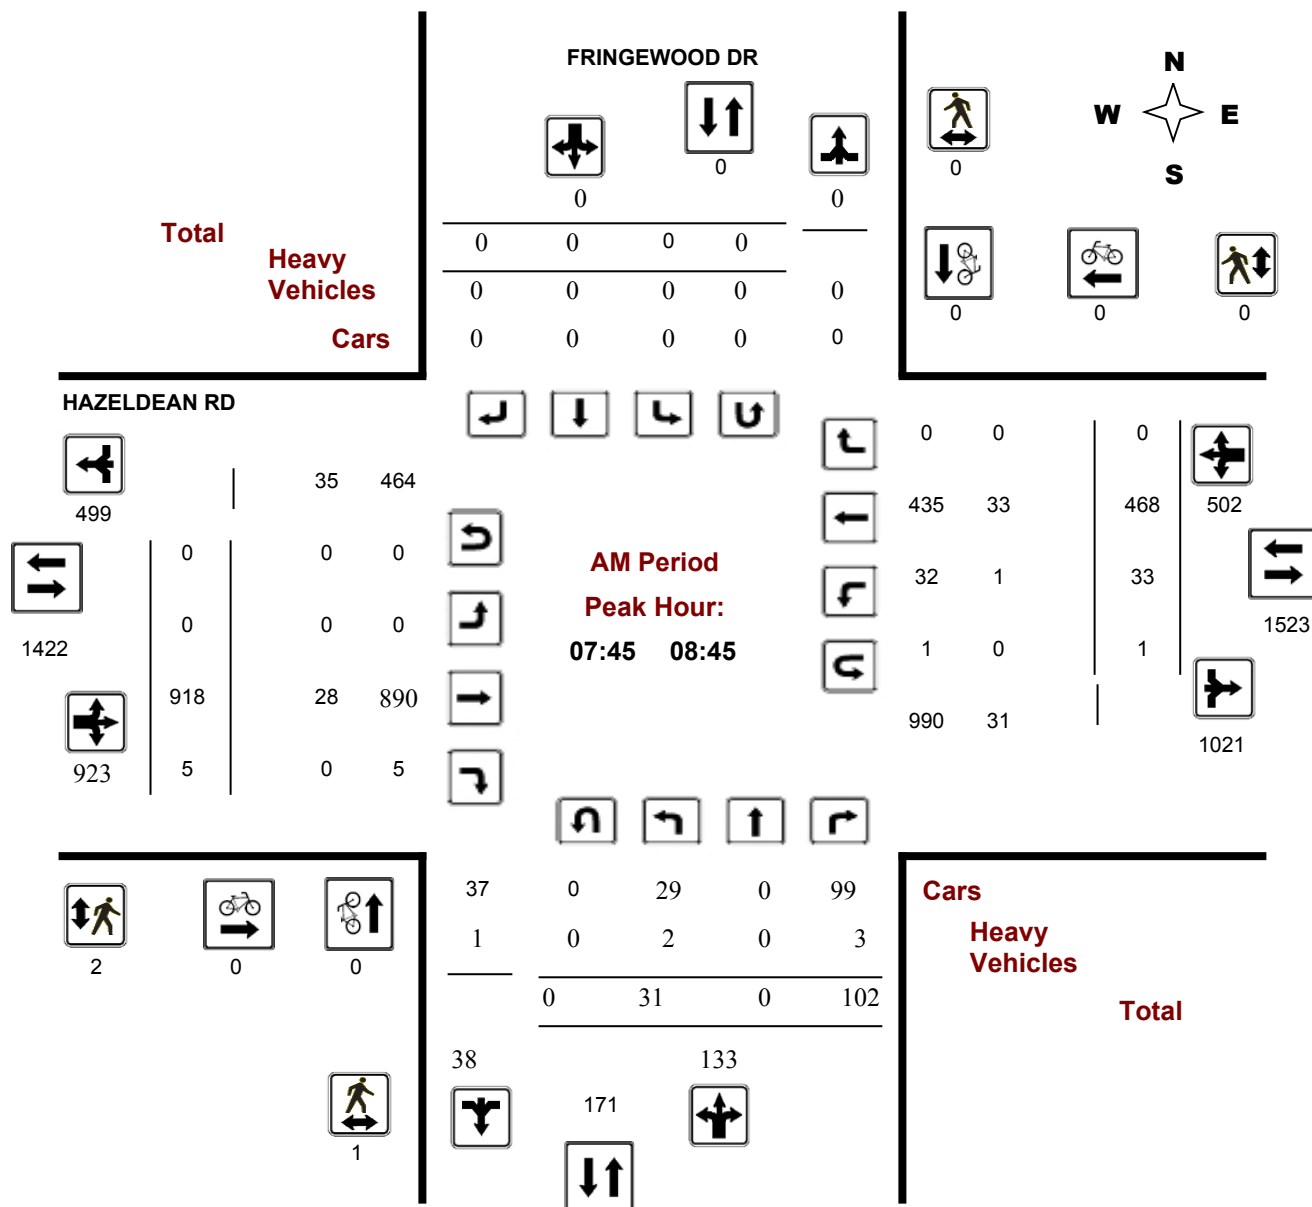 FRINGEWOOD DR
N
W E
S
0
0
0 0
Total
0 0 0 0
Heavy
Vehicles
0 0 0 0 0
Cars
0 0 0 0 0
0 0 0
HAZELDEAN RD
0 0 0
35 464
499
435 33 468 502
0 0 0
AM Period
32 1 33
Peak Hour:
0 0 0
1422
07:45 08:45
1 0 1
1523
918 28 890
990 31
1021
923 5 0 5
37 0 29 0 99
Cars
1 0 2 0 3
Heavy
Vehicles
2 0 0
0 31 0 102
Total
38 133
171
1